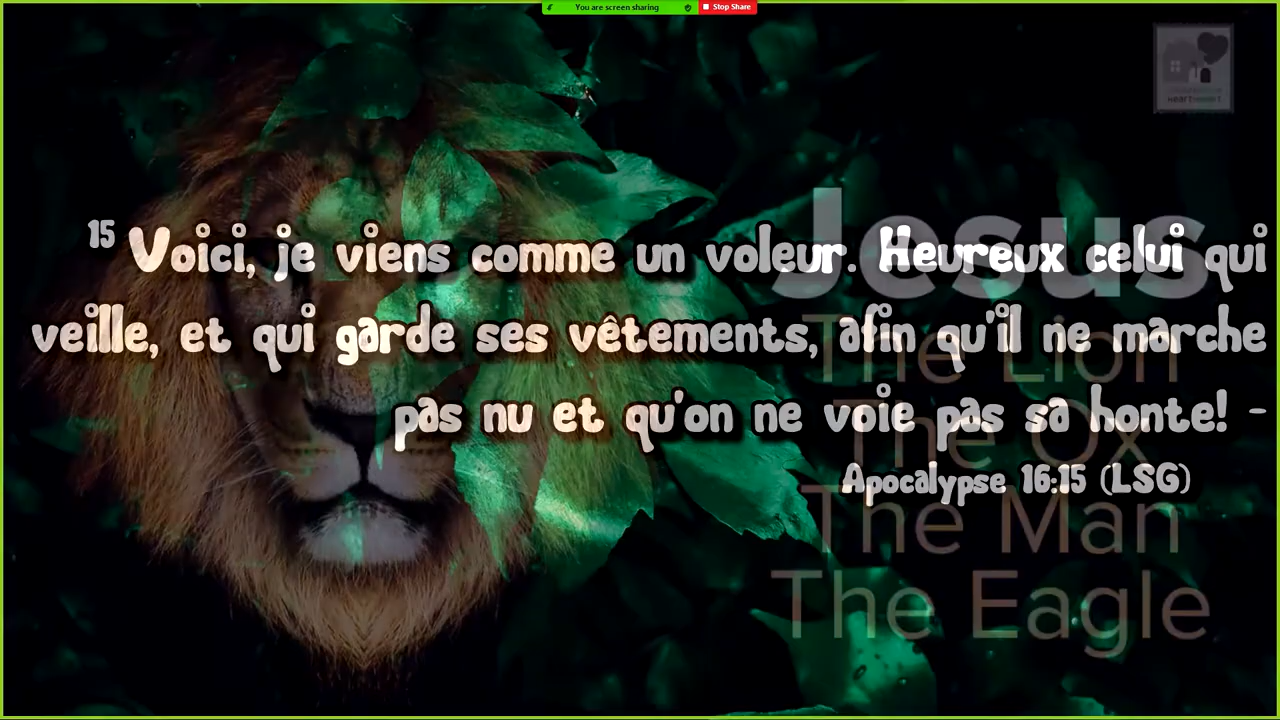 You are screen sharing Stop Share
Jesus
15 Voici, je viens comme un voleur. Heureux celui qui
veille, et qui garde ses vêtements, afin qu'il ne marche
pas nu et qu'on ne voie pas sa honte! -
Apocalypse 16:15 (LSG)
The Lion
The Ox
The Man
The Eagle